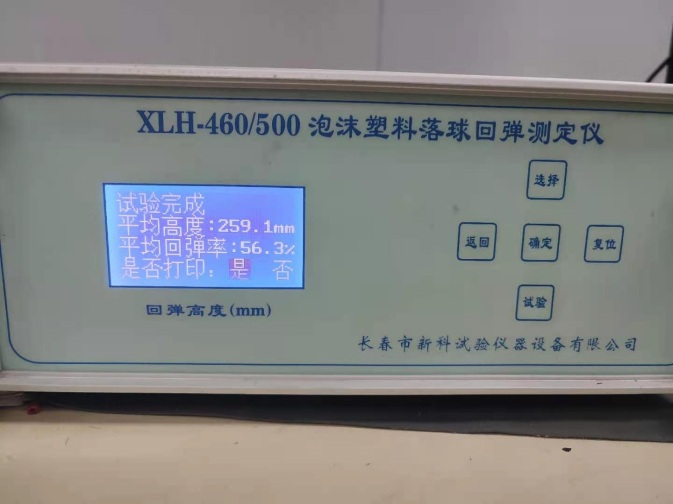 XLH-460/500 泡沫塑料落球回弹测定仪
试验完成
平均高度:259.1mm
平均回弹率:56.3%
是否打印: 是 否
回弹高度(mm)
选择
返回 确定 复位
试验
长春市新科试验仪器设备有限公司